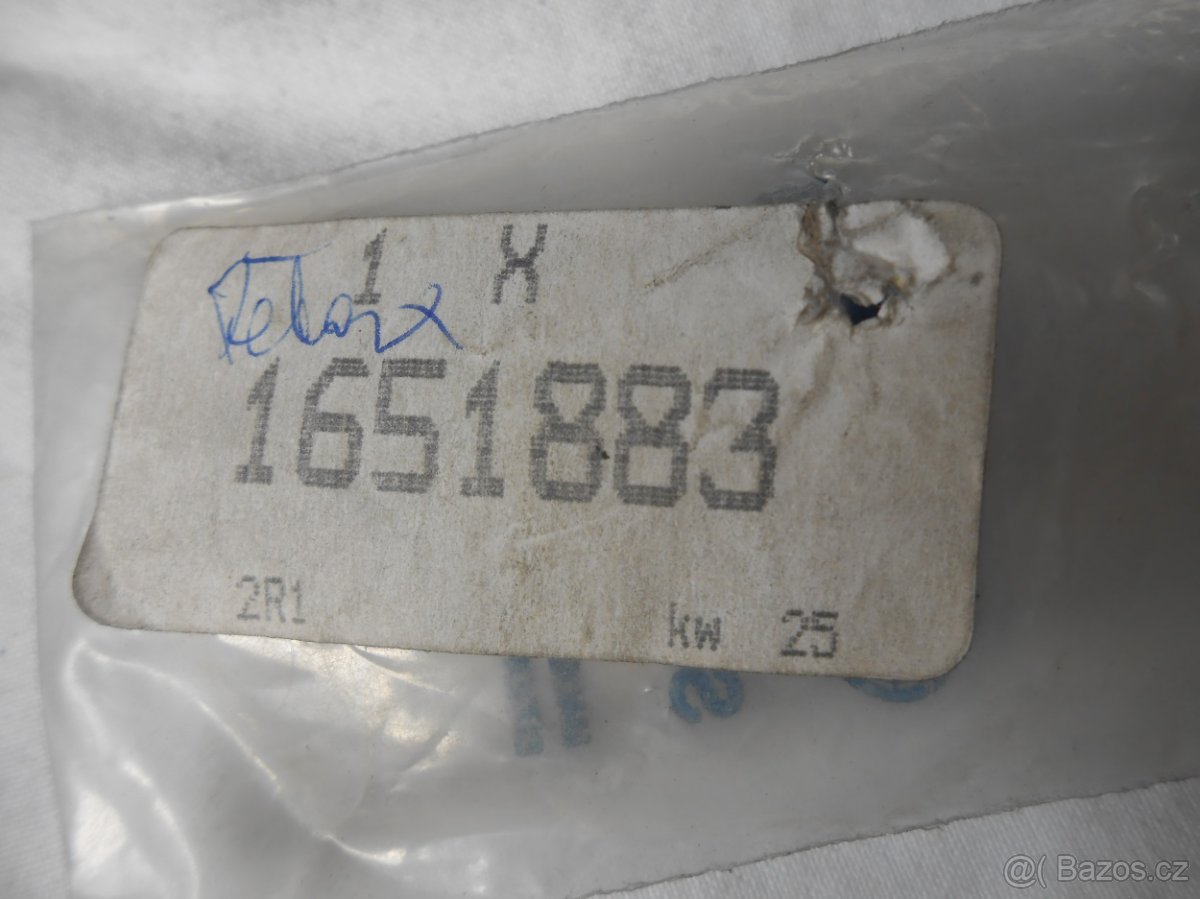 1 X
1651883
2R1
kw 25
@( Bazos.cz